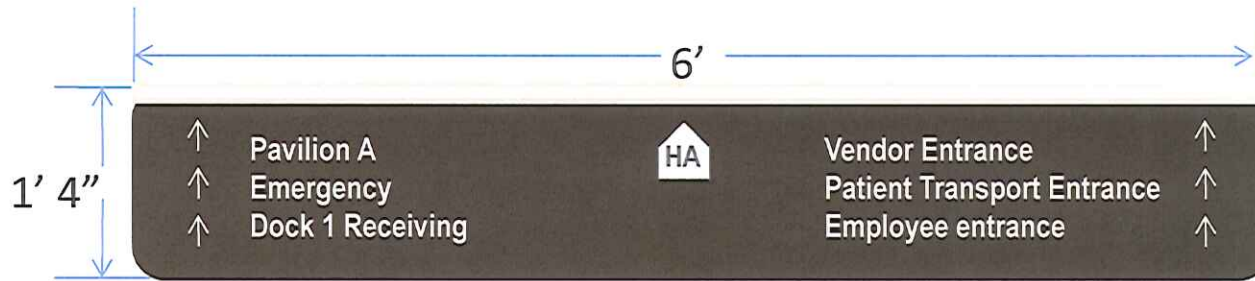 6’
1’ 4”
↑ Pavilion A
↑ Emergency
↑ Dock 1 Receiving
HA
Vendor Entrance ↑
Patient Transport Entrance ↑
Employee entrance ↑